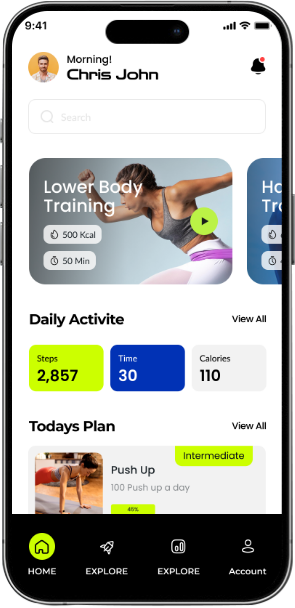 9:41
Morning!
Chris John
Search
Lower Body
Training
500 Kcal
50 Min
Ha
Tra
Daily Activite
View All
Steps
2,857
Time
30
Calories
110
Todays Plan
View All
Intermediate
Push Up
100 Push up a day
45%
HOME
EXPLORE
EXPLORE
Account